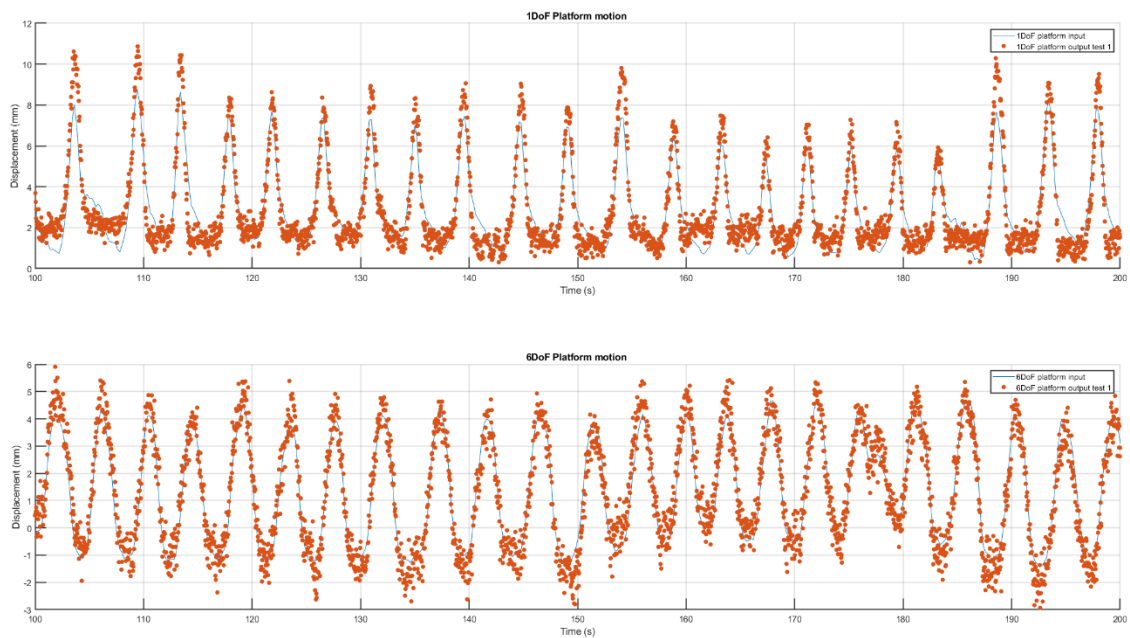 1DoF Platform motion
12
10
8
6
4
2
0
Displacement (mm)
1DoF platform input
1DoF platform output test 1
100 110 120 130 140 150 160 170 180 190 200
Time (s)
6DoF Platform motion
6
5
4
3
2
1
0
-1
-2
-3
Displacement (mm)
6DoF platform input
6DoF platform output test 1
100 110 120 130 140 150 160 170 180 190 200
Time (s)